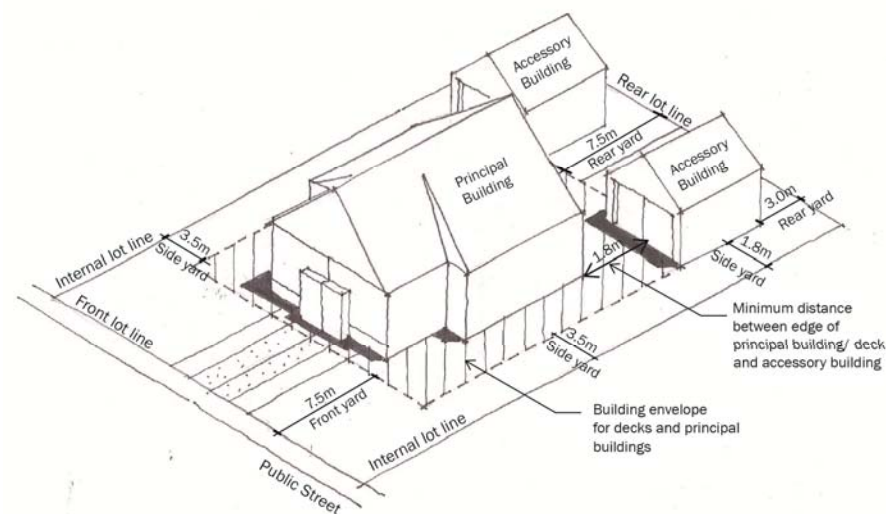 Accessory
Building
Rear lot line
7.5m
Rear yard
Accessory
Building
3.0m
Rear yard
1.8m
Side yard
Principal
Building
1.8m
Internal lot line
3.5m
Side yard
Front lot line
3.5m
Side yard
7.5m
Front yard
Internal lot line
Public Street
Minimum distance
between edge of
principal building/ deck
and accessory building
Building envelope
for decks and principal
buildings